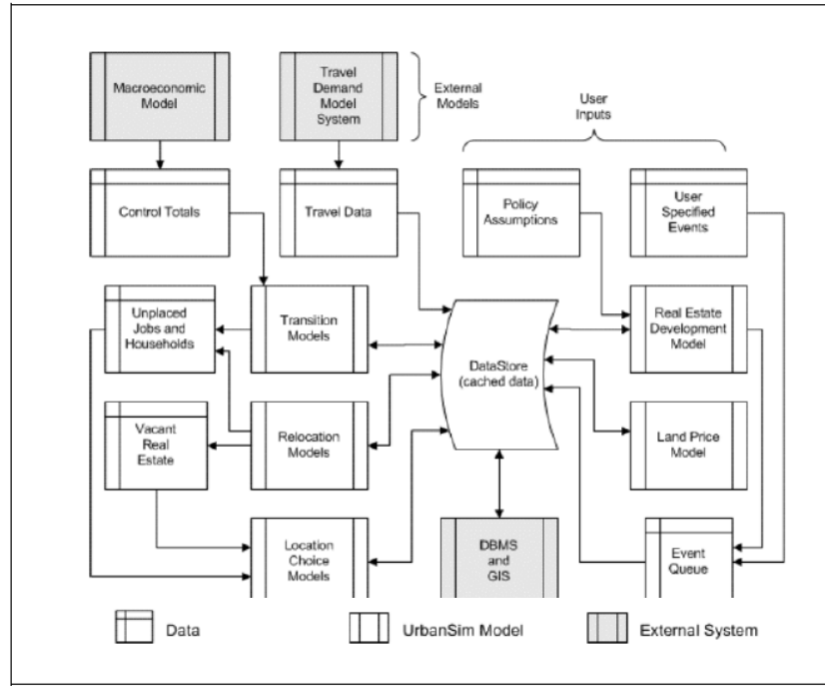 Macroeconomic
Model
Travel
Demand
Model
System
External
Models
User
Inputs
Control Totals
Travel Data
Policy
Assumptions
User
Specified
Events
Unplaced
Jobs and
Households
Transition
Models
DataStore
(cached data)
Real Estate
Development
Model
Vacant
Real
Estate
Relocation
Models
Land Price
Model
Location
Choice
Models
DBMS
and
GIS
Event
Queue
Data
UrbanSim Model
External System